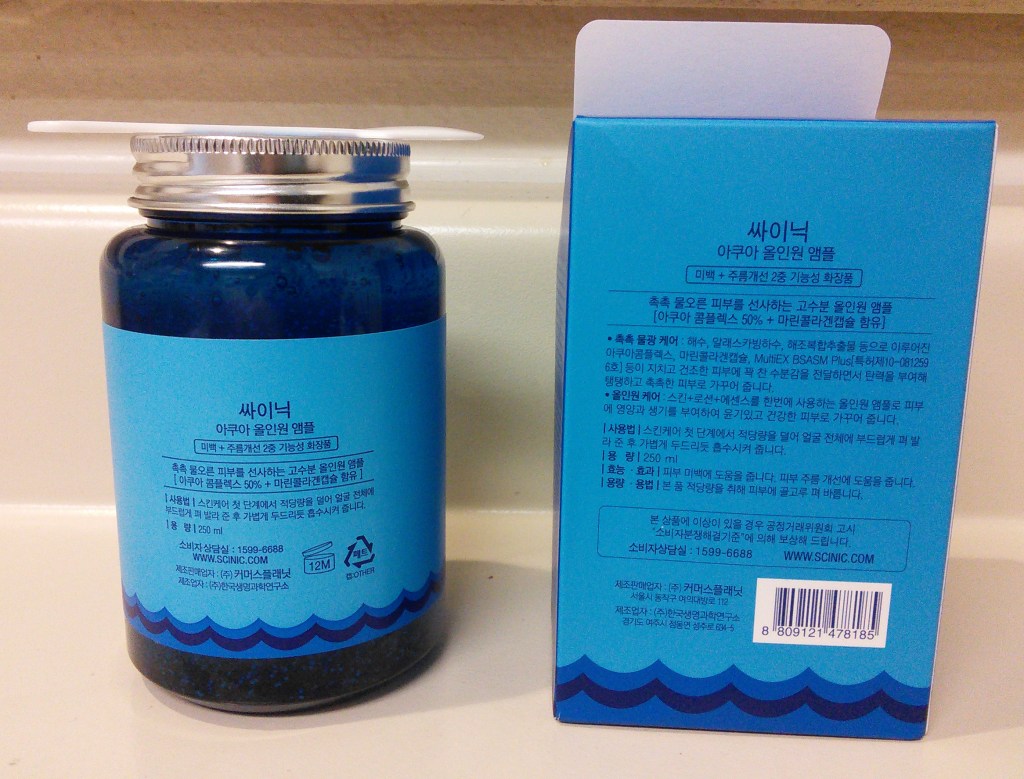 싸이닉
아쿠아 올인원 앰플
미백 + 주름개선 2중 기능성 화장품
촉촉 물오른 피부를 선사하는 고수분 올인원 앰플
[ 아쿠아 콤플렉스 50% + 마린콜라겐캡슐 함유 ]
| 사용법 | 스킨케어 첫 단계에서 적당량을 덜어 얼굴 전체에
부드럽게 펴 발라 준 후 가볍게 두드리듯 흡수시켜 줍니다.
| 용 량 | 250 ml
소비자상담실 : 1599-6688
WWW.SCINIC.COM
제조판매업자 : (주) 커머스플래닛
제조업자 : (주)한국생명과학연구소
12M
페트
캡:OTHER
싸이닉
아쿠아 올인원 앰플
미백 + 주름개선 2중 기능성 화장품
촉촉 물오른 피부를 선사하는 고수분 올인원 앰플
[아쿠아 콤플렉스 50% + 마린콜라겐캡슐 함유]
• 촉촉 물광 케어 : 해수, 알래스카빙하수, 해조복합추출물 등으로 이루어진
아쿠아콤플렉스, 마린콜라겐캡슐, MultiEX BSASM Plus[특허제10-081259
6호] 등이 지치고 건조한 피부에 꽉 찬 수분감을 전달하면서 탄력을 부여해
탱탱하고 촉촉한 피부로 가꾸어 줍니다.
• 올인원 케어 : 스킨+로션+에센스를 한번에 사용하는 올인원 앰플로 피부
에 영양과 생기를 부여하여 윤기있고 건강한 피부로 가꾸어 줍니다.
| 사용법 | 스킨케어 첫 단계에서 적당량을 덜어 얼굴 전체에 부드럽게 펴 발
라 준 후 가볍게 두드리듯 흡수시켜 줍니다.
| 용 량 | 250 ml
| 효능 · 효과 | 피부 미백에 도움을 줍니다. 피부 주름 개선에 도움을 줍니다.
| 용량 · 용법 | 본 품 적당량을 취해 피부에 골고루 펴 바릅니다.
본 상품에 이상이 있을 경우 공정거래위원회 고시
"소비자분쟁해결기준"에 의해 보상해 드립니다.
소비자상담실 : 1599-6688 WWW.SCINIC.COM
제조판매업자 : (주) 커머스플래닛
서울시 동작구 여의대방로 112
제조업자 : (주)한국생명과학연구소
경기도 여주시 점동면 성주로
8 809121 478185